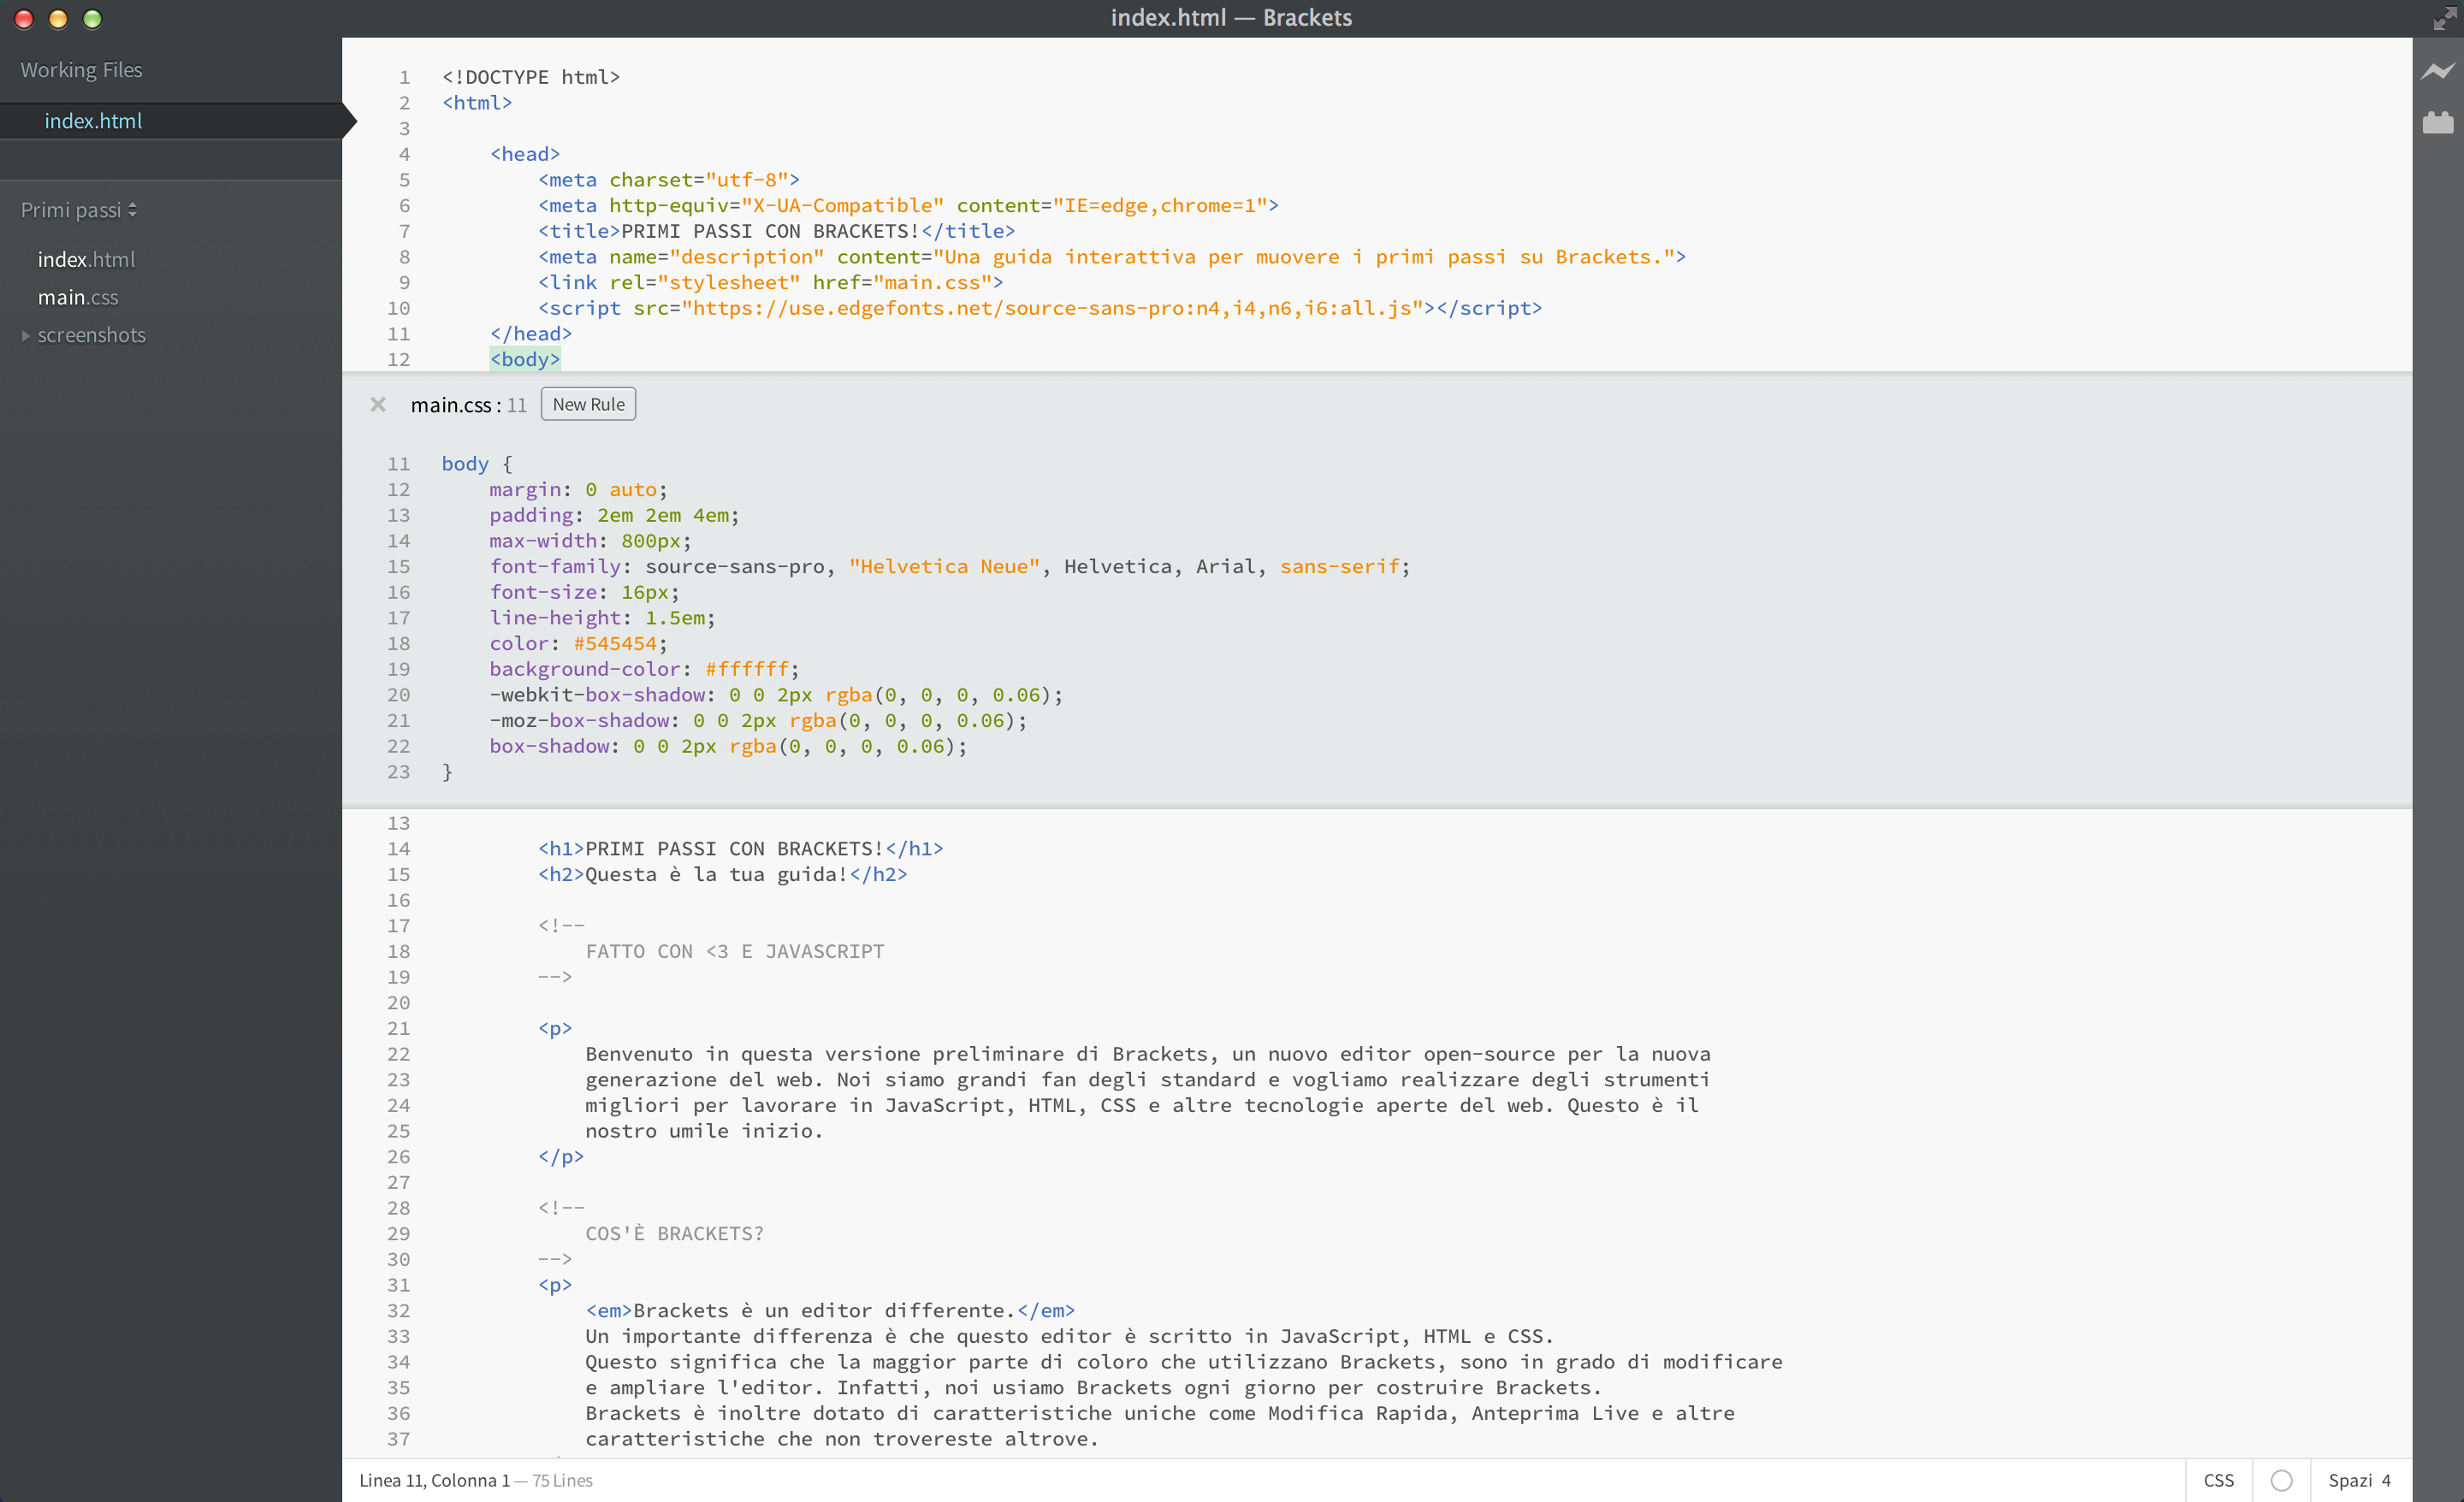 index.html — Brackets
Working Files
index.html
Primi passi
index.html
main.css
screenshots
1 <!DOCTYPE html>
2 <html>
3
4 <head>
5 <meta charset="utf-8">
6 <meta http-equiv="X-UA-Compatible" content="IE=edge,chrome=1">
7 <title>PRIMI PASSI CON BRACKETS!</title>
8 <meta name="description" content="Una guida interattiva per muovere i primi passi su Brackets.">
9 <link rel="stylesheet" href="main.css">
10 <script src="https://use.edgefonts.net/source-sans-pro:n4,i4,n6,i6:all.js"></script>
11 </head>
12 <body>
main.css : 11 New Rule
11 body {
12 margin: 0 auto;
13 padding: 2em 2em 4em;
14 max-width: 800px;
15 font-family: source-sans-pro, "Helvetica Neue", Helvetica, Arial, sans-serif;
16 font-size: 16px;
17 line-height: 1.5em;
18 color: #545454;
19 background-color: #ffffff;
20 -webkit-box-shadow: 0 0 2px rgba(0, 0, 0, 0.06);
21 -moz-box-shadow: 0 0 2px rgba(0, 0, 0, 0.06);
22 box-shadow: 0 0 2px rgba(0, 0, 0, 0.06);
23 }
13
14 <h1>PRIMI PASSI CON BRACKETS!</h1>
15 <h2>Questa è la tua guida!</h2>
16
17 <!--
18 FATTO CON <3 E JAVASCRIPT
19 -->
20
21 <p>
22 Benvenuto in questa versione preliminare di Brackets, un nuovo editor open-source per la nuova
23 generazione del web. Noi siamo grandi fan degli standard e vogliamo realizzare degli strumenti
24 migliori per lavorare in JavaScript, HTML, CSS e altre tecnologie aperte del web. Questo è il
25 nostro umile inizio.
26 </p>
27
28 <!--
29 COS'È BRACKETS?
30 -->
31 <p>
32 <em>Brackets è un editor differente.</em>
33 Un importante differenza è che questo editor è scritto in JavaScript, HTML e CSS.
34 Questo significa che la maggior parte di coloro che utilizzano Brackets, sono in grado di modificare
35 e ampliare l'editor. Infatti, noi usiamo Brackets ogni giorno per costruire Brackets.
36 Brackets è inoltre dotato di caratteristiche uniche come Modifica Rapida, Anteprima Live e altre
37 caratteristiche che non trovereste altrove.
Linea 11, Colonna 1 — 75 Lines
CSS
Spazi 4